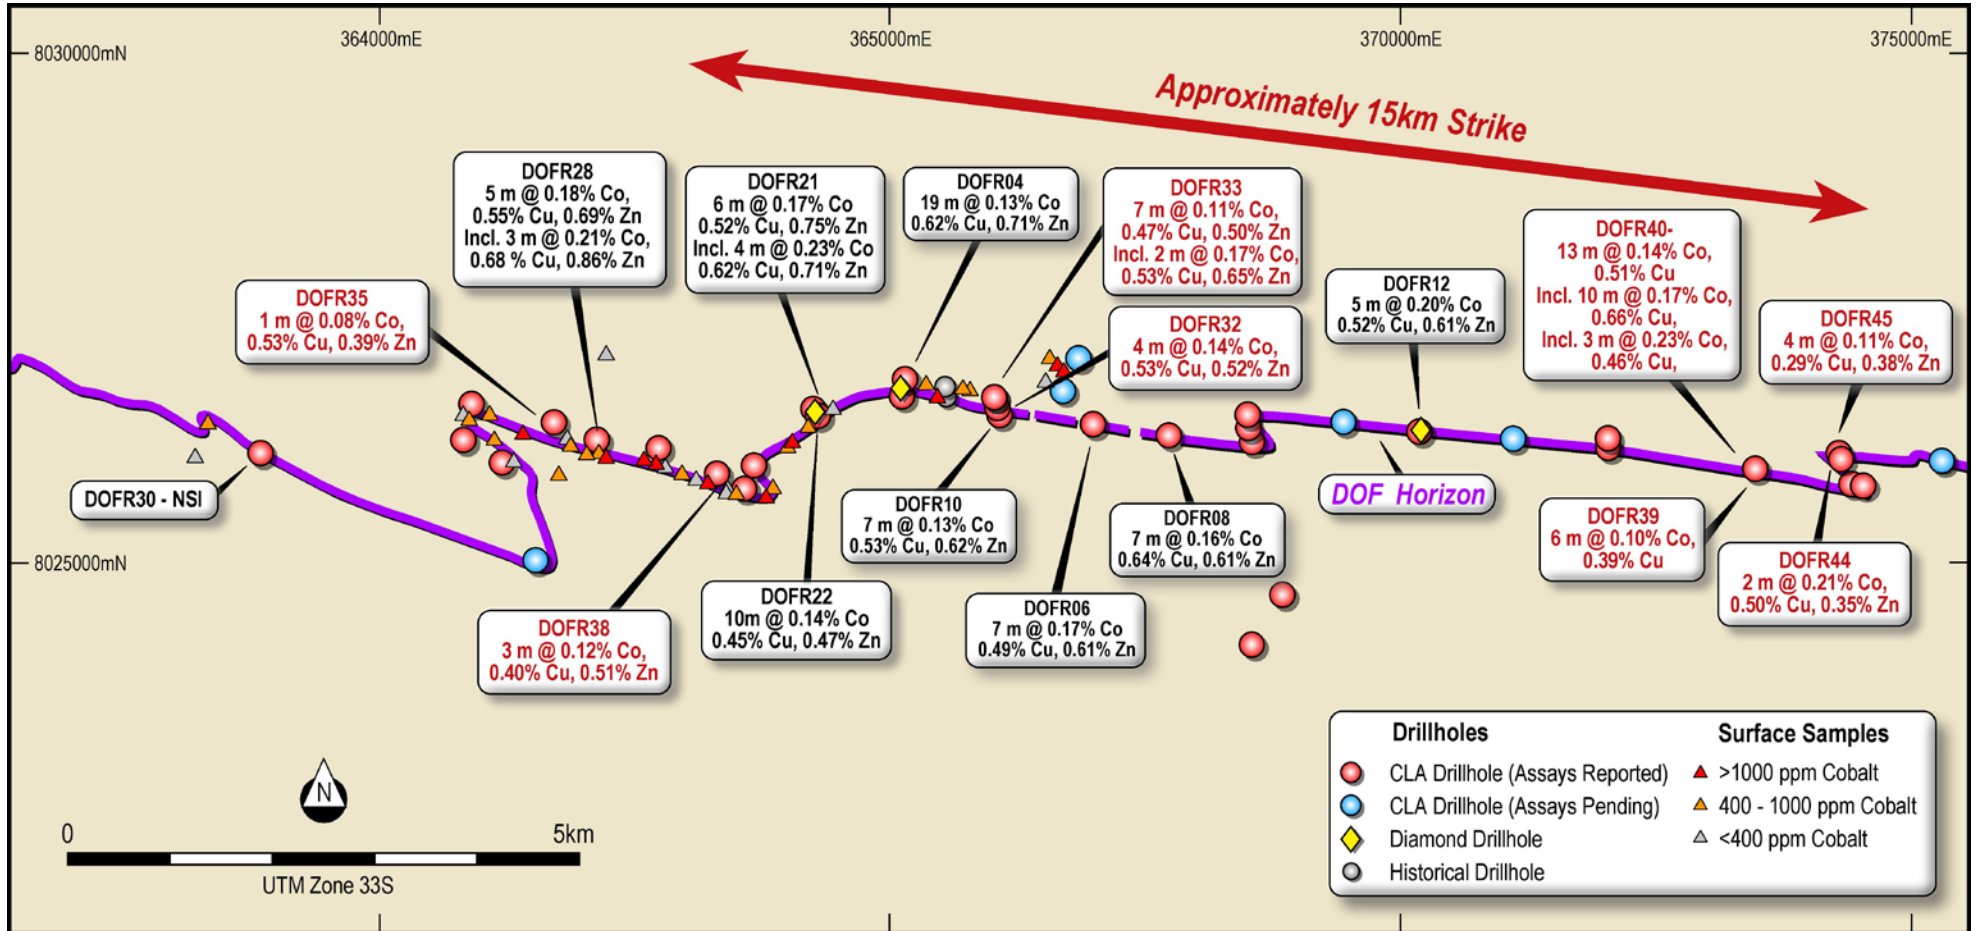 364000mE
365000mE
370000mE
375000mE
8030000mN
Approximately 15km Strike
DOFR28
5 m @ 0.18% Co,
0.55% Cu, 0.69% Zn
Incl. 3 m @ 0.21% Co,
0.68 % Cu, 0.86% Zn
DOFR21
6 m @ 0.17% Co
0.52% Cu, 0.75% Zn
Incl. 4 m @ 0.23% Co
0.62% Cu, 0.71% Zn
DOFR04
19 m @ 0.13% Co
0.62% Cu, 0.71% Zn
DOFR33
7 m @ 0.11% Co,
0.47% Cu, 0.50% Zn
Incl. 2 m @ 0.17% Co,
0.53% Cu, 0.65% Zn
DOFR40-
13 m @ 0.14% Co,
0.51% Cu
Incl. 10 m @ 0.17% Co,
0.66% Cu,
Incl. 3 m @ 0.23% Co,
0.46% Cu,
DOFR35
1 m @ 0.08% Co,
0.53% Cu, 0.39% Zn
DOFR12
5 m @ 0.20% Co
0.52% Cu, 0.61% Zn
DOFR32
4 m @ 0.14% Co,
0.53% Cu, 0.52% Zn
DOFR45
4 m @ 0.11% Co,
0.29% Cu, 0.38% Zn
DOFR30 - NSI
DOF Horizon
DOFR10
7 m @ 0.13% Co
0.53% Cu, 0.62% Zn
DOFR08
7 m @ 0.16% Co
0.64% Cu, 0.61% Zn
DOFR39
6 m @ 0.10% Co,
0.39% Cu
8025000mN
DOFR44
2 m @ 0.21% Co,
0.50% Cu, 0.35% Zn
DOFR22
10m @ 0.14% Co
0.45% Cu, 0.47% Zn
DOFR06
7 m @ 0.17% Co
0.49% Cu, 0.61% Zn
DOFR38
3 m @ 0.12% Co,
0.40% Cu, 0.51% Zn
N
0 5km
UTM Zone 33S
Drillholes
CLA Drillhole (Assays Reported)
CLA Drillhole (Assays Pending)
Diamond Drillhole
Historical Drillhole
Surface Samples
>1000 ppm Cobalt
400 - 1000 ppm Cobalt
<400 ppm Cobalt